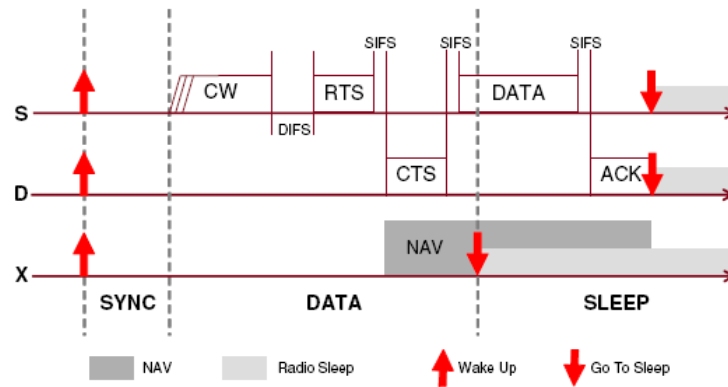 SIFS SIFS SIFS
CW RTS DATA
S
DIFS
CTS ACK
D
NAV
X
SYNC DATA SLEEP
NAV Radio Sleep Wake Up Go To Sleep